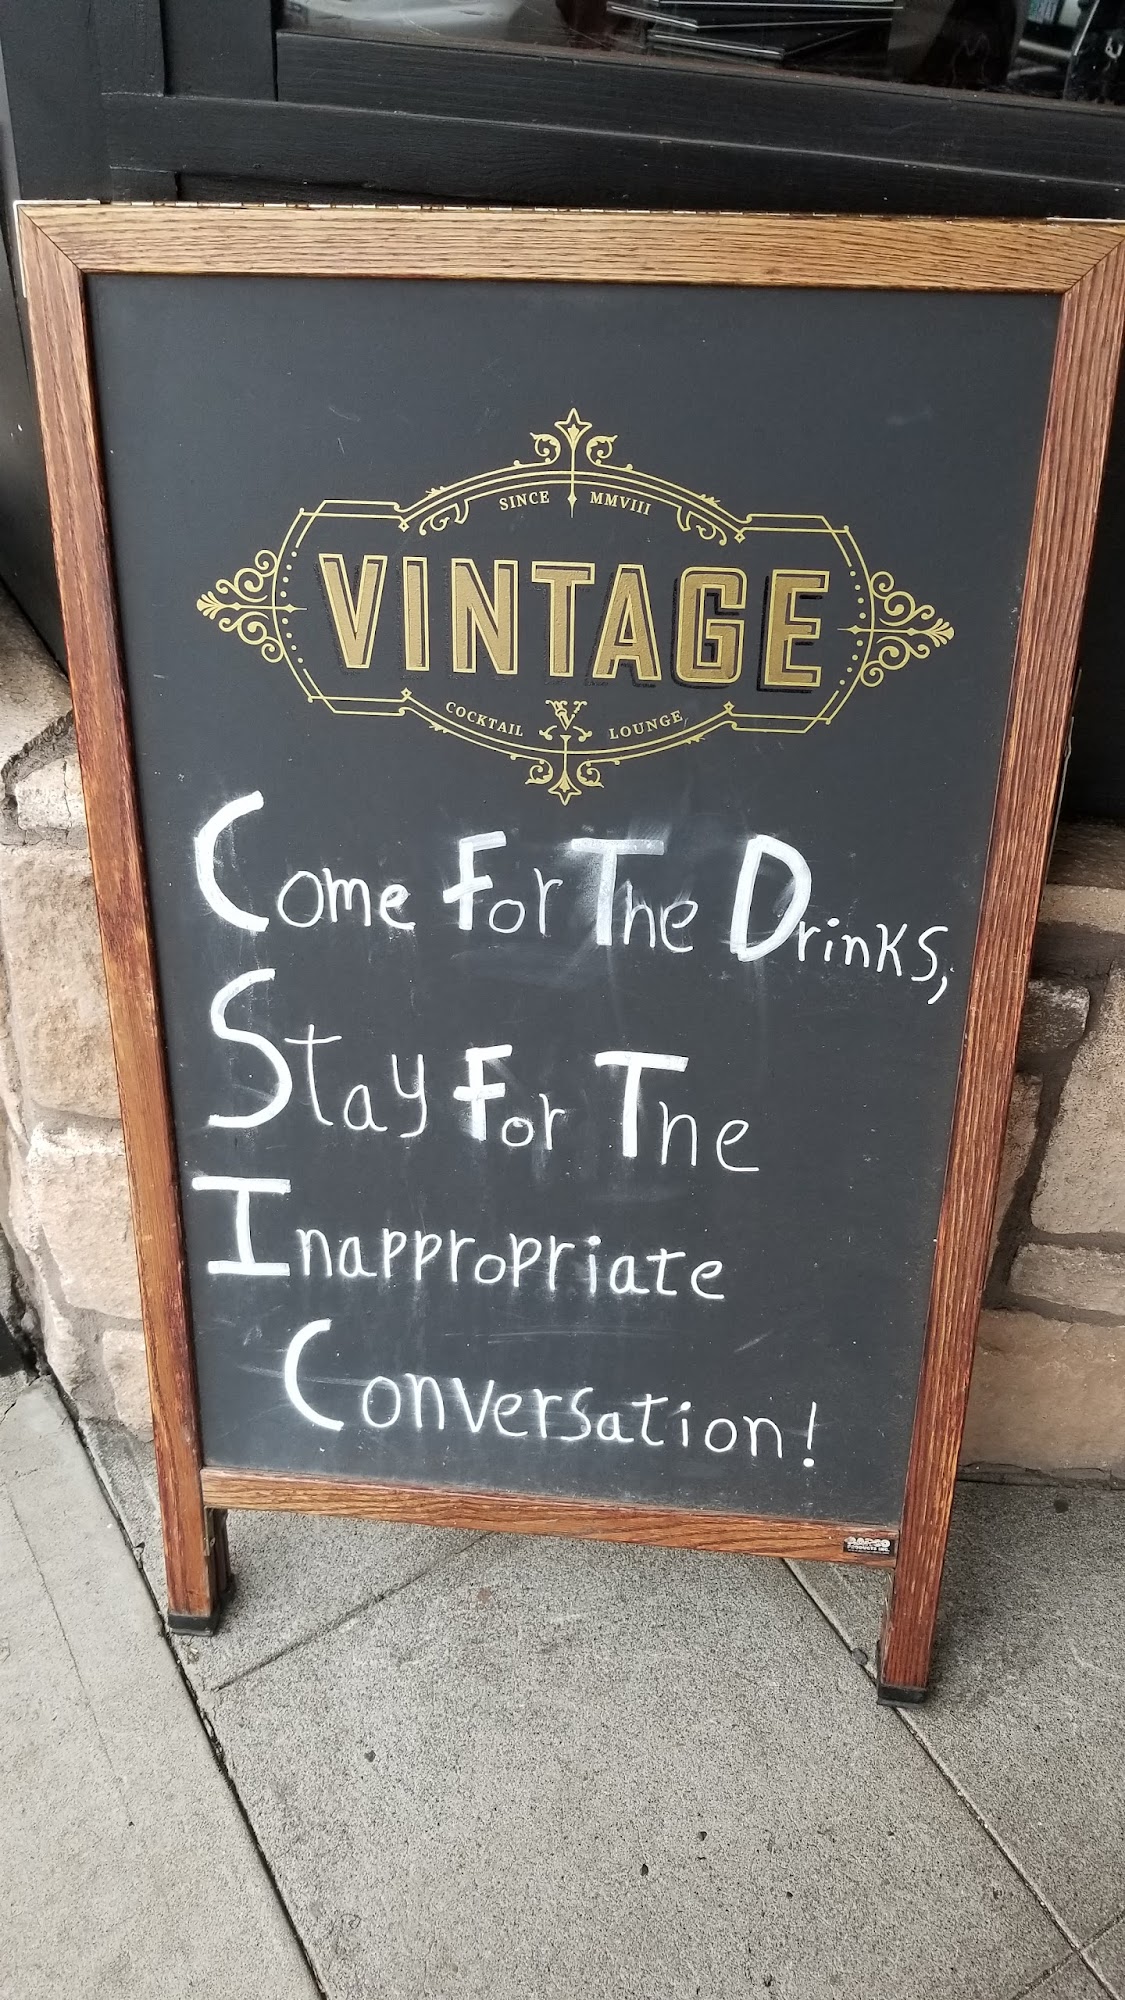 SINCE MMVIII
VINTAGE
COCKTAIL V LOUNGE
Come For The Drinks,
Stay For The
Inappropriate
Conversation!